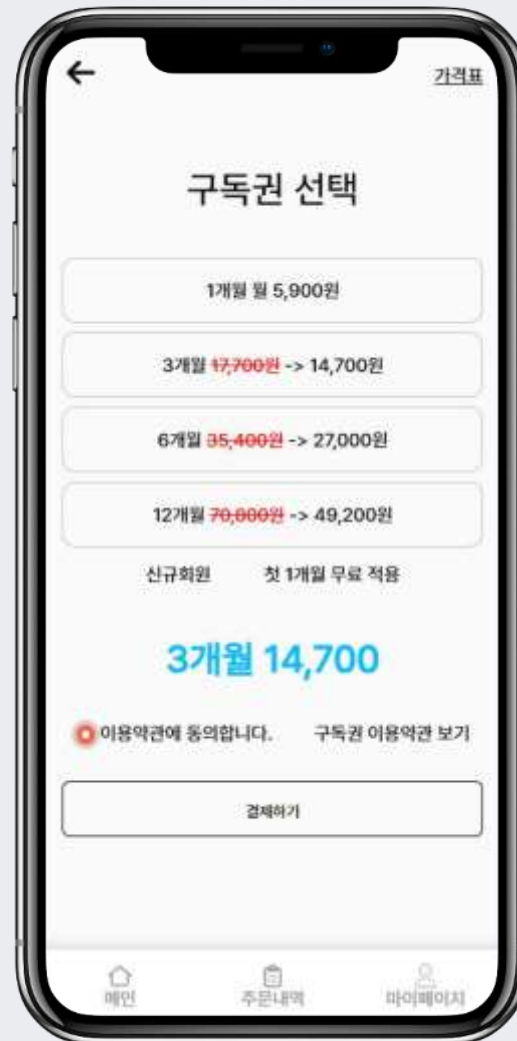 가격표
구독권 선택
1개월 월 5,900원
3개월 17,700원 -> 14,700원
6개월 35,400원 -> 27,000원
12개월 70,800원 -> 49,200원
신규회원 첫 1개월 무료 적용
3개월 14,700
이용약관에 동의합니다. 구독권 이용약관 보기
결제하기
메인 주문내역 마이페이지